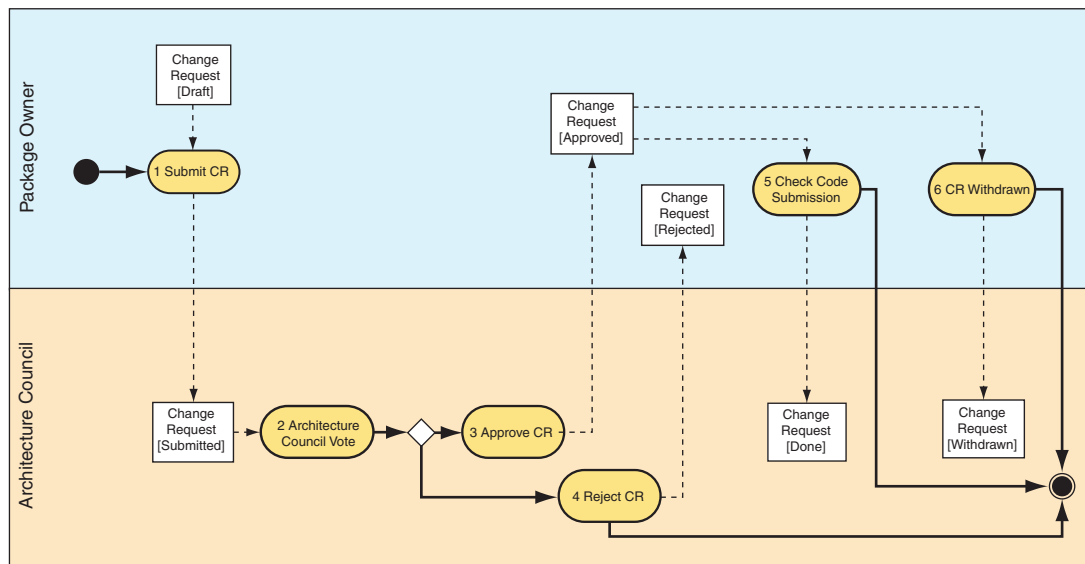 Package Owner
Change
Request
[Draft]
1 Submit CR
Change
Request
[Approved]
Change
Request
[Rejected]
5 Check Code
Submission
6 CR Withdrawn
Architecture Council
Change
Request
[Submitted]
2 Architecture
Council Vote
3 Approve CR
4 Reject CR
Change
Request
[Done]
Change
Request
[Withdrawn]